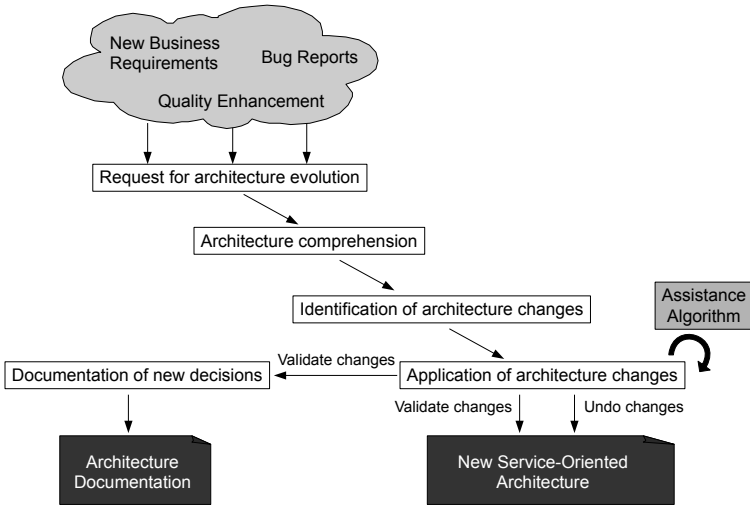 New Business
Requirements
Bug Reports
Quality Enhancement
Request for architecture evolution
Architecture comprehension
Identification of architecture changes
Assistance
Algorithm
Documentation of new decisions
Validate changes
Application of architecture changes
Validate changes
Undo changes
Architecture
Documentation
New Service-Oriented
Architecture